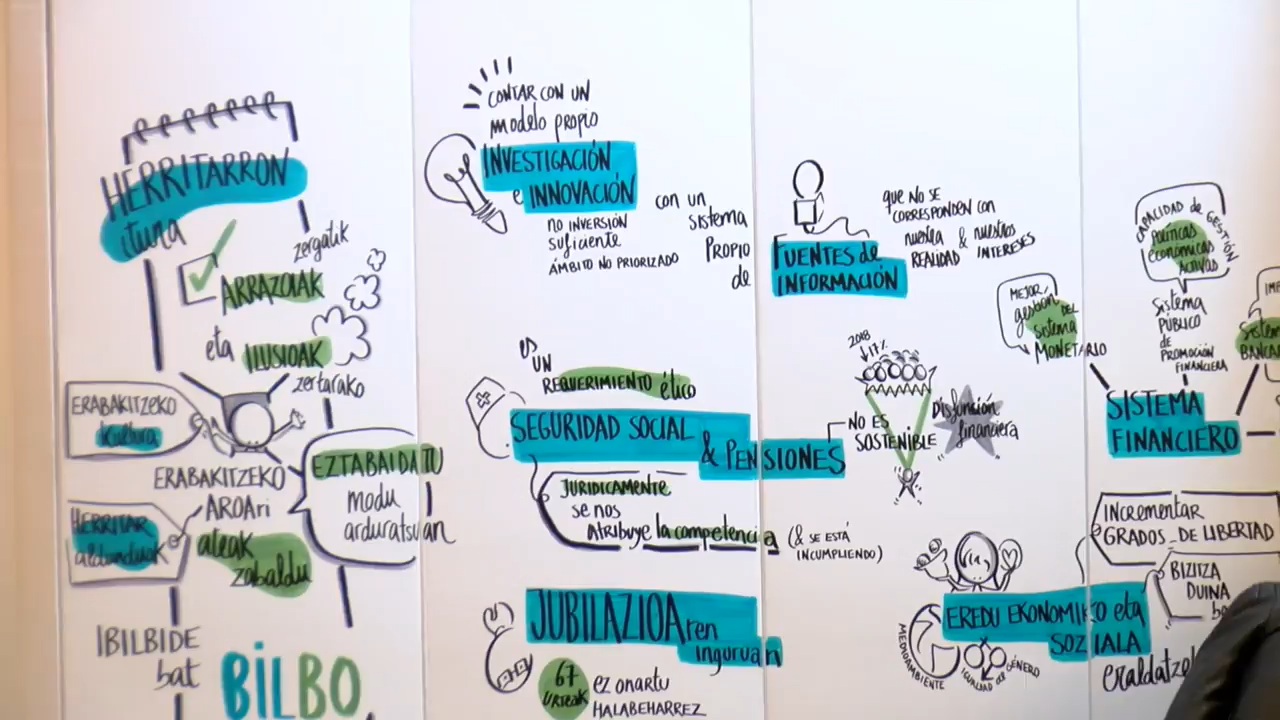 HERRITARRON
ituna
zergatik
ARRAZOIAK
eta ILUSIOAK
zertarako
ERABAKITZEKO
kultura
ERABAKITZEKO
AROAri
ateak
zabaldu
HERRITAR
EZTABAIDATU
modu
arduratsuan
IBILBIDE
bat
BiLBO
CONTAR CON UN
modelo propio
INVESTIGACIÓN
e INNOVACIÓN
NO INVERSIÓN
suficiente
ÁMBITO NO PRIORIZADO
con un
sistema
PROPIO
de
FUENTES de
INFORMACIÓN
que NO SE
CORRESPONDEN con
nuestra & nuestros
REALIDAD INTERESES
es
UN
REQUERIMIENTO ético
SEGURIDAD SOCIAL
& PENSIONES
JURIDICAMENTE
se nos
atribuye la competencia
(& SE ESTÁ
INCUMPLIENDO)
2018
17%
NO ES
SOSTENIBLE
Disfunción
financiera
JUBILAZIOAren
inguruan
67
URTEAK
ez onartu
HALABEHARREZ
MEJOR
gestión DEL
sistema
MONETARIO
CAPACIDAD de GESTIÓN
políticas
económicas
ACTIVAS
Sistema
PÚBLICO
de
PROMOCIÓN
FINANCIERA
SISTEMA
FINANCIERO
INCREMENTAR
GRADOS DE LIBERTAD
BIZITZA
DUINA
EREDU EKONOMIKO eta
SOZIALA
MEDIOAMBIENTE
IGUALDAD de GÉNERO